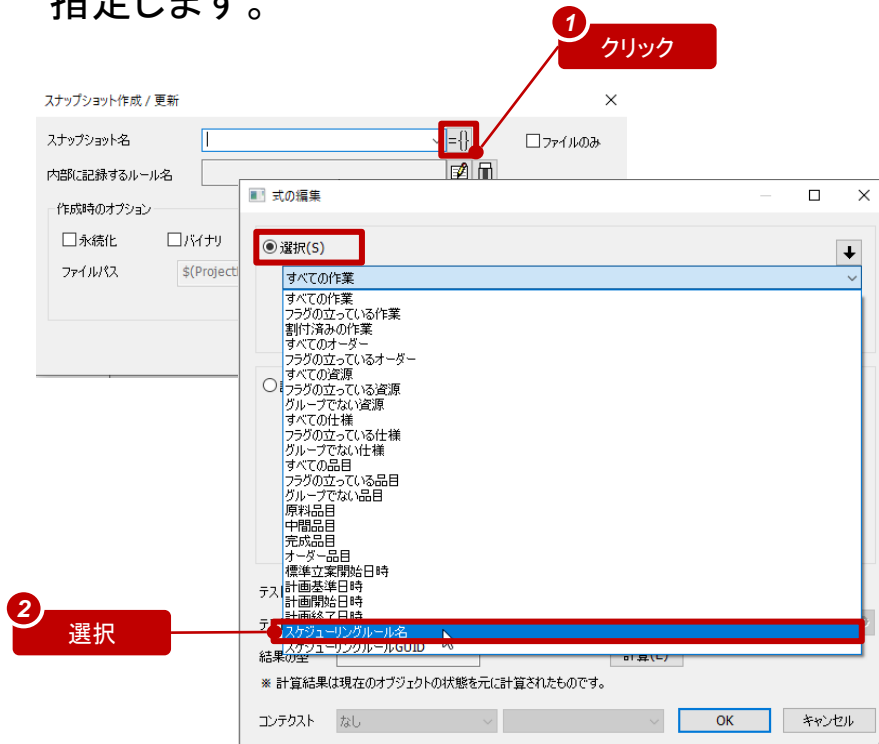 指定します。
1
クリック
スナップショット作成 / 更新
スナップショット名
={}
ファイルのみ
内部に記録するルール名
式の編集
作成時のオプション
永続化
バイナリ
選択(S)
ファイルパス
すべての作業
すべての作業
フラグの立っている作業
割付済みの作業
すべてのオーダー
フラグの立っているオーダー
すべての資源
フラグの立っている資源
グループでない資源
すべての仕様
フラグの立っている仕様
グループでない仕様
すべての品目
フラグの立っている品目
グループでない品目
原料品目
中間品目
完成品目
オーダー品目
標準立案開始日時
計画基準日時
計画開始日時
計画終了日時
2
選択
スケジューリングルール名
スケジューリングルールGUID
結果の型
計算(E)
※ 計算結果は現在のオブジェクトの状態を元に計算されたものです。
コンテクスト
なし
OK
キャンセル